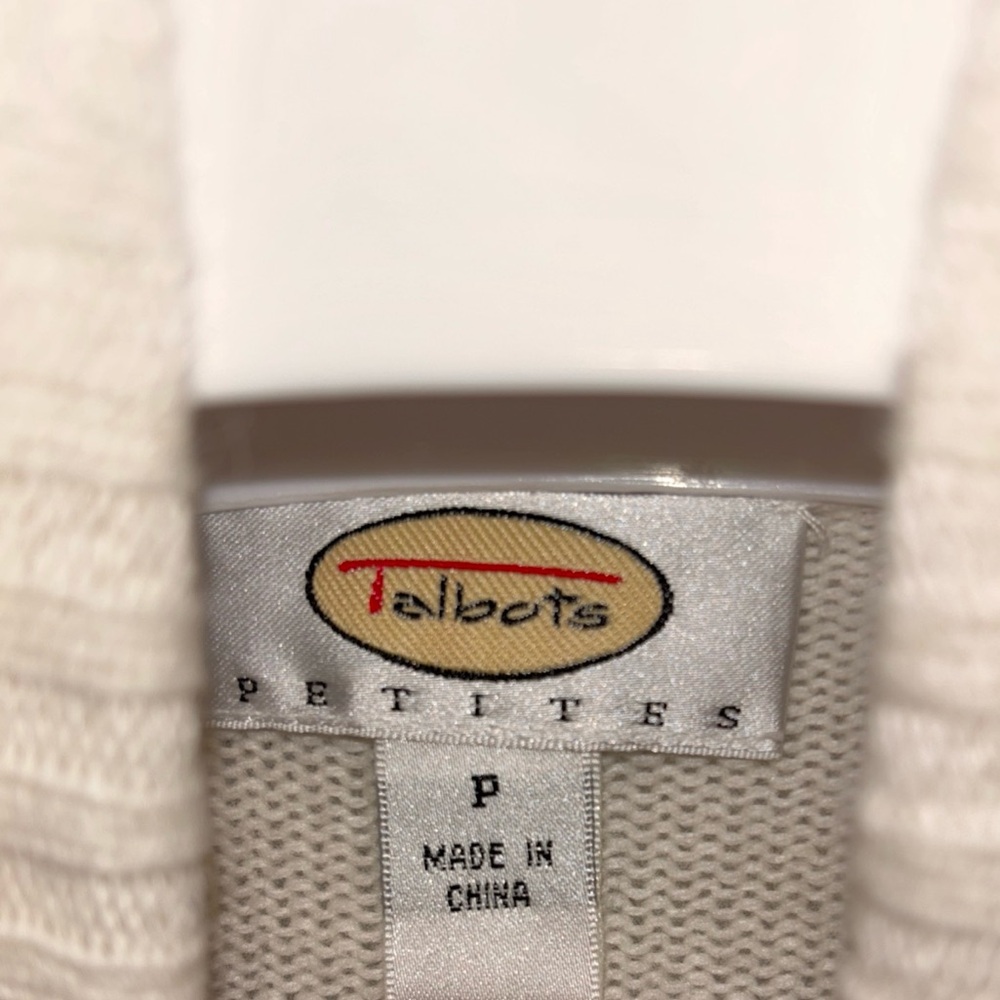 Talbots
PETITES
P
MADE IN
CHINA